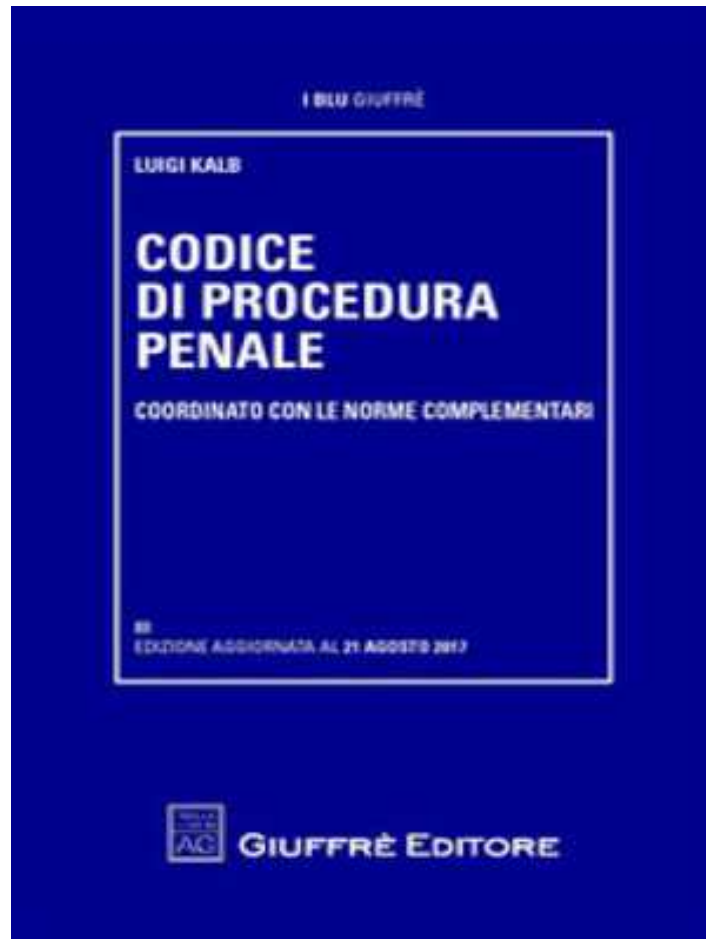 I BLU GIUFFRÈ
LUIGI KALB
CODICE
DI PROCEDURA
PENALE
COORDINATO CON LE NORME COMPLEMENTARI
EDIZIONE AGGIORNATA AL 21 AGOSTO 2017
AG
GIUFFRÈ EDITORE